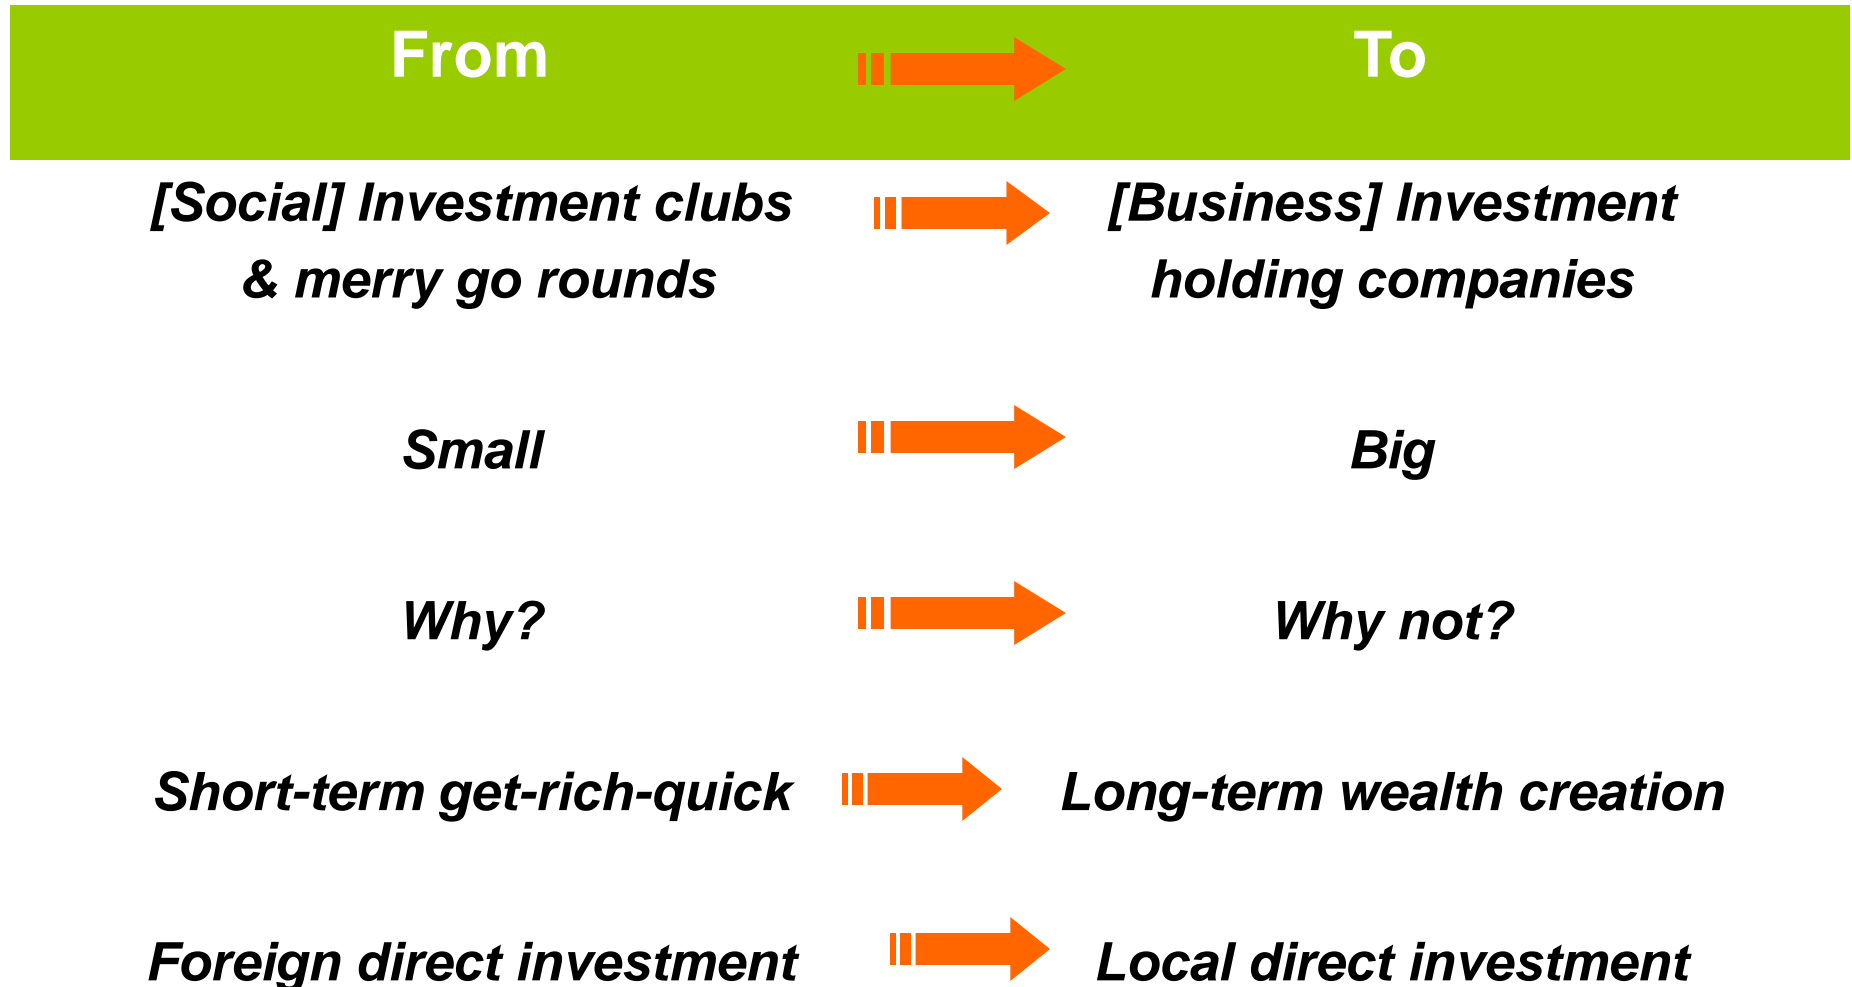 From To
[Social] Investment clubs [Business] Investment
& merry go rounds holding companies
Small Big
Why? Why not?
Short-term get-rich-quick Long-term wealth creation
Foreign direct investment Local direct investment